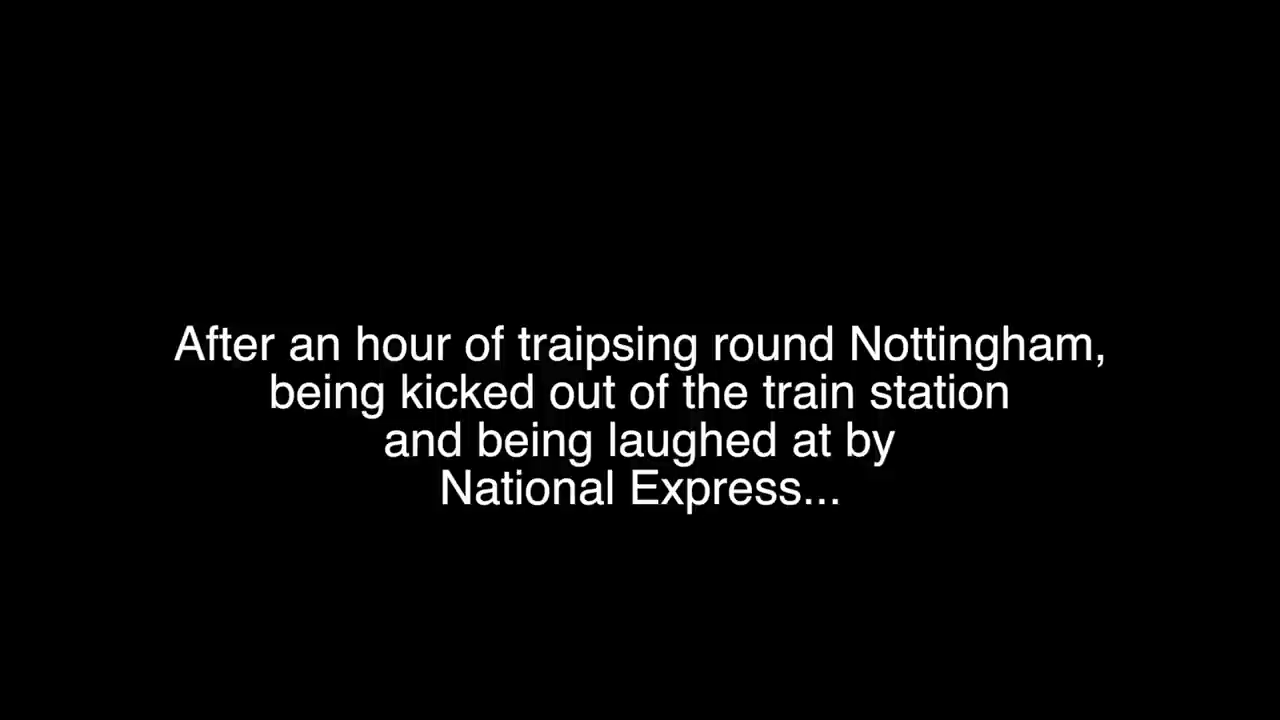 After an hour of traipsing round Nottingham,
being kicked out of the train station
and being laughed at by
National Express...